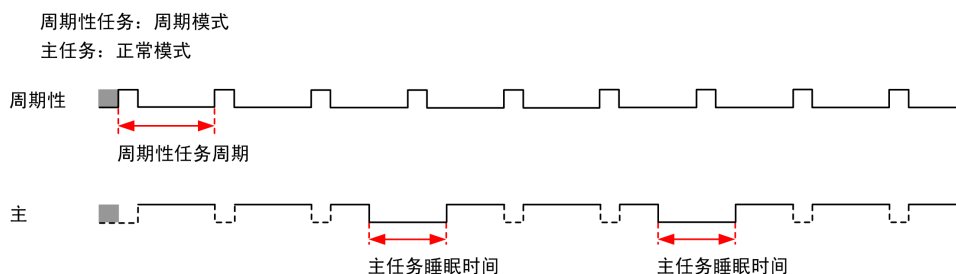 周期性任务：周期模式
主任务：正常模式
周期性
周期性任务周期
主
主任务睡眠时间
主任务睡眠时间